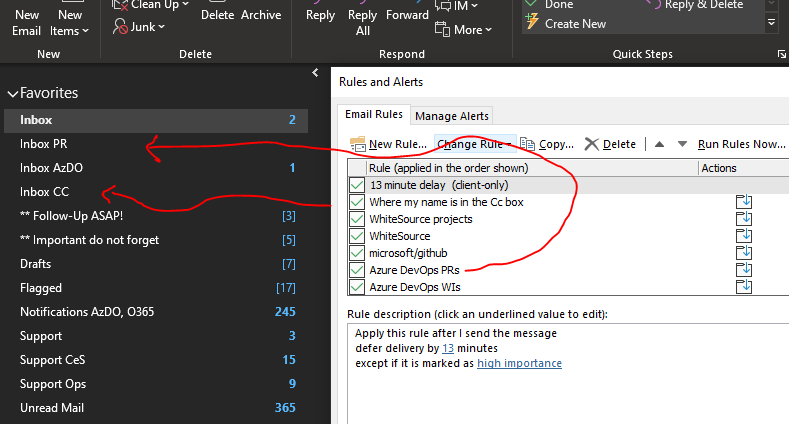 New
Email
New
Items
Clean Up
Junk
Delete
Archive
Reply
Reply
All
Forward
IM
More
Done
Create New
Reply & Delete
New
Delete
Respond
Quick Steps
Favorites
Inbox 2
Inbox PR
Inbox AzDO 1
Inbox CC
** Follow-Up ASAP! [3]
** Important do not forget [5]
Drafts [7]
Flagged [17]
Notifications AzDO, O365 245
Support 3
Support CeS 15
Support Ops 9
Unread Mail 365
Rules and Alerts
Email Rules Manage Alerts
New Rule... Change Rule Copy... Delete Run Rules Now...
Rule (applied in the order shown) Actions
13 minute delay (client-only)
Where my name is in the Cc box
WhiteSource projects
WhiteSource
microsoft/github
Azure DevOps PRs
Azure DevOps WIs
Rule description (click an underlined value to edit):
Apply this rule after I send the message
defer delivery by 13 minutes
except if it is marked as high importance